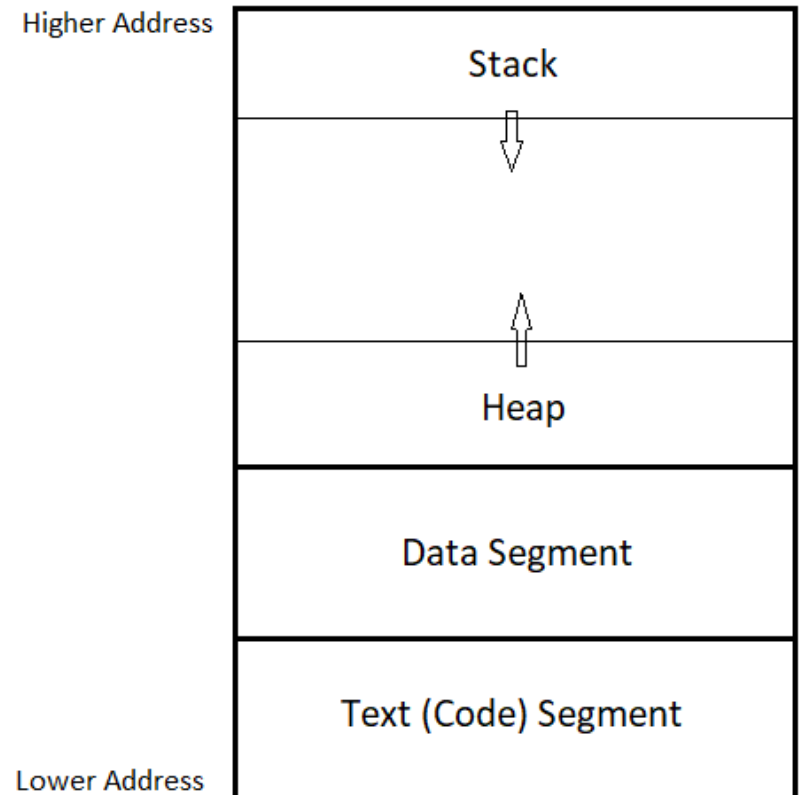 Higher Address
Stack
Heap
Data Segment
Text (Code) Segment
Lower Address